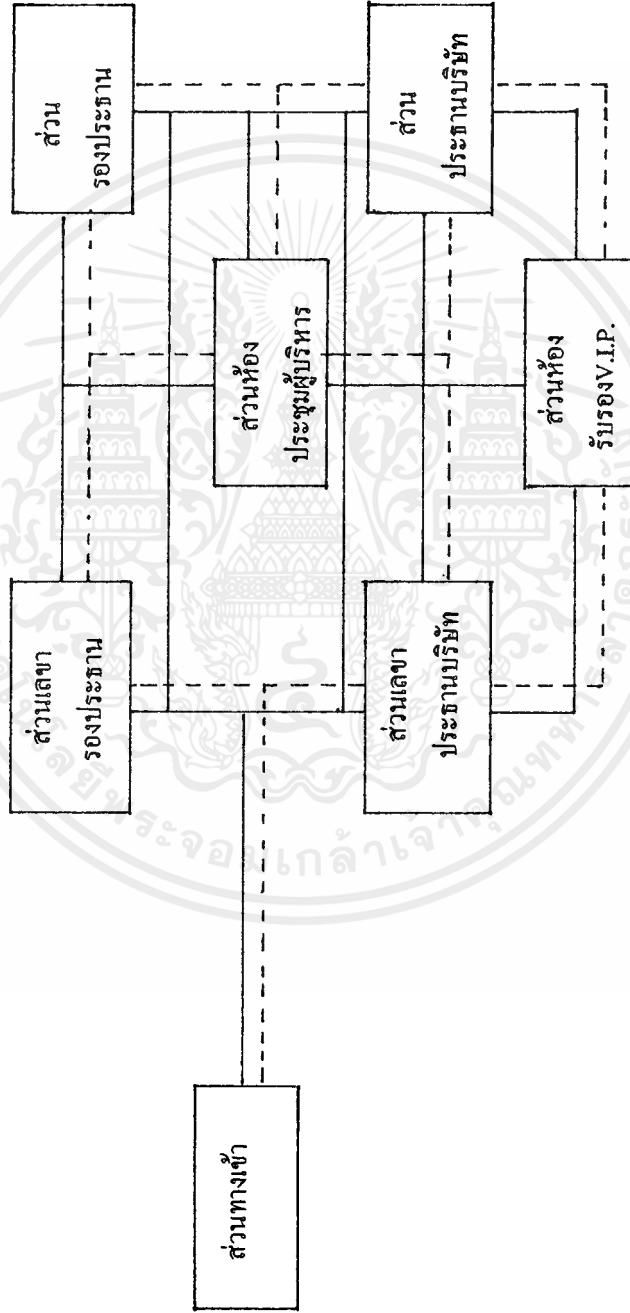 ส่วนทางเข้า
ส่วนเลขา
รองประธาน
ส่วน
รองประธาน
ส่วนห้อง
ประชุมผู้บริหาร
ส่วนเลขา
ประธานบริษัท
ส่วน
ประธานบริษัท
ส่วนห้อง
รับรองV.I.P.